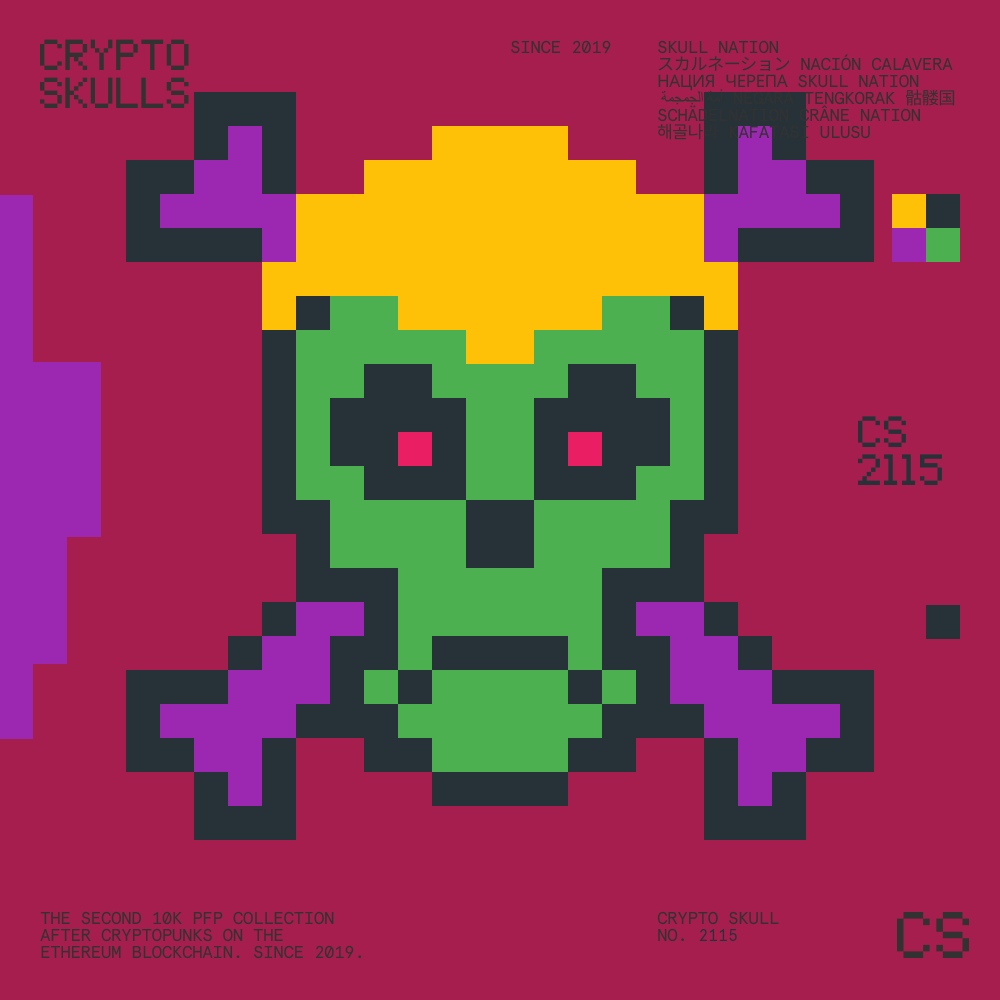 CRYPTO
SKULLS
SINCE 2019
SKULL NATION
スカルネーション NACIÓN CALAVERA
НАЦИЯ ЧЕРЕПА SKULL NATION
TENGKORAK 骷髅国
CRÂNE NATION
해골 ULUSU
CS
2115
THE SECOND 10K PFP COLLECTION
AFTER CRYPTOPUNKS ON THE
ETHEREUM BLOCKCHAIN. SINCE 2019.
CRYPTO SKULL
NO. 2115
CS